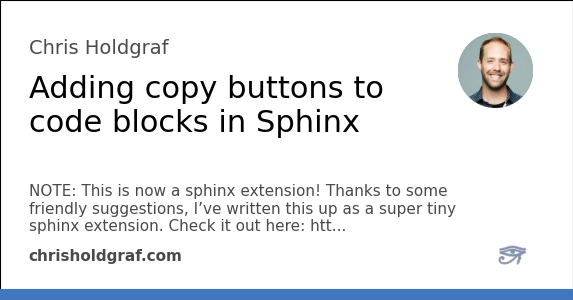 Chris Holdgraf
Adding copy buttons to
code blocks in Sphinx
NOTE: This is now a sphinx extension! Thanks to some
friendly suggestions, I’ve written this up as a super tiny
sphinx extension. Check it out here: htt...
chrisholdgraf.com